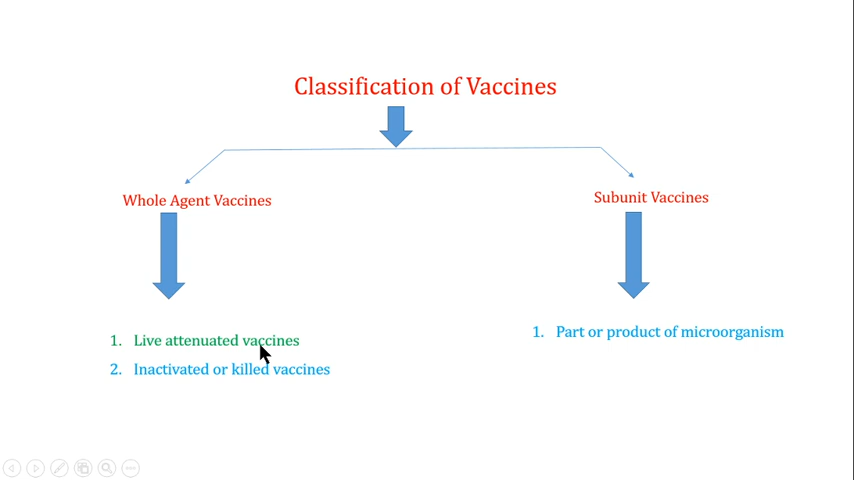 Classification of Vaccines
Whole Agent Vaccines
Subunit Vaccines
1. Live attenuated vaccines
2. Inactivated or killed vaccines
1. Part or product of microorganism